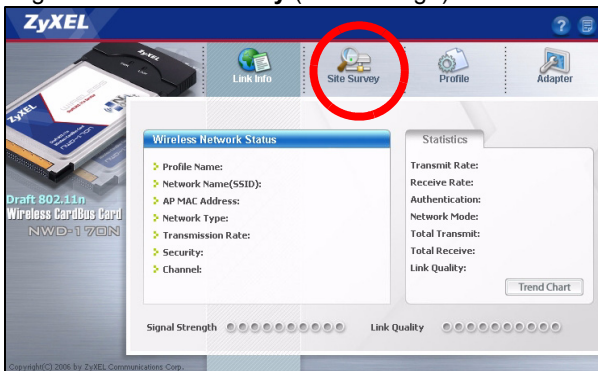 ZyXEL
Link Info
Site Survey
Profile
Adapter
ZyXEL
Draft 802.11n
Wireless CardBus Card
NWD-170N
Wireless Network Status
Profile Name:
Network Name(SSID):
AP MAC Address:
Network Type:
Transmission Rate:
Security:
Channel:
Statistics
Transmit Rate:
Receive Rate:
Authentication:
Network Mode:
Total Transmit:
Total Receive:
Link Quality:
Trend Chart
Signal Strength
Link Quality
Copyright(C) 2006 by ZyXEL Communications Corp.